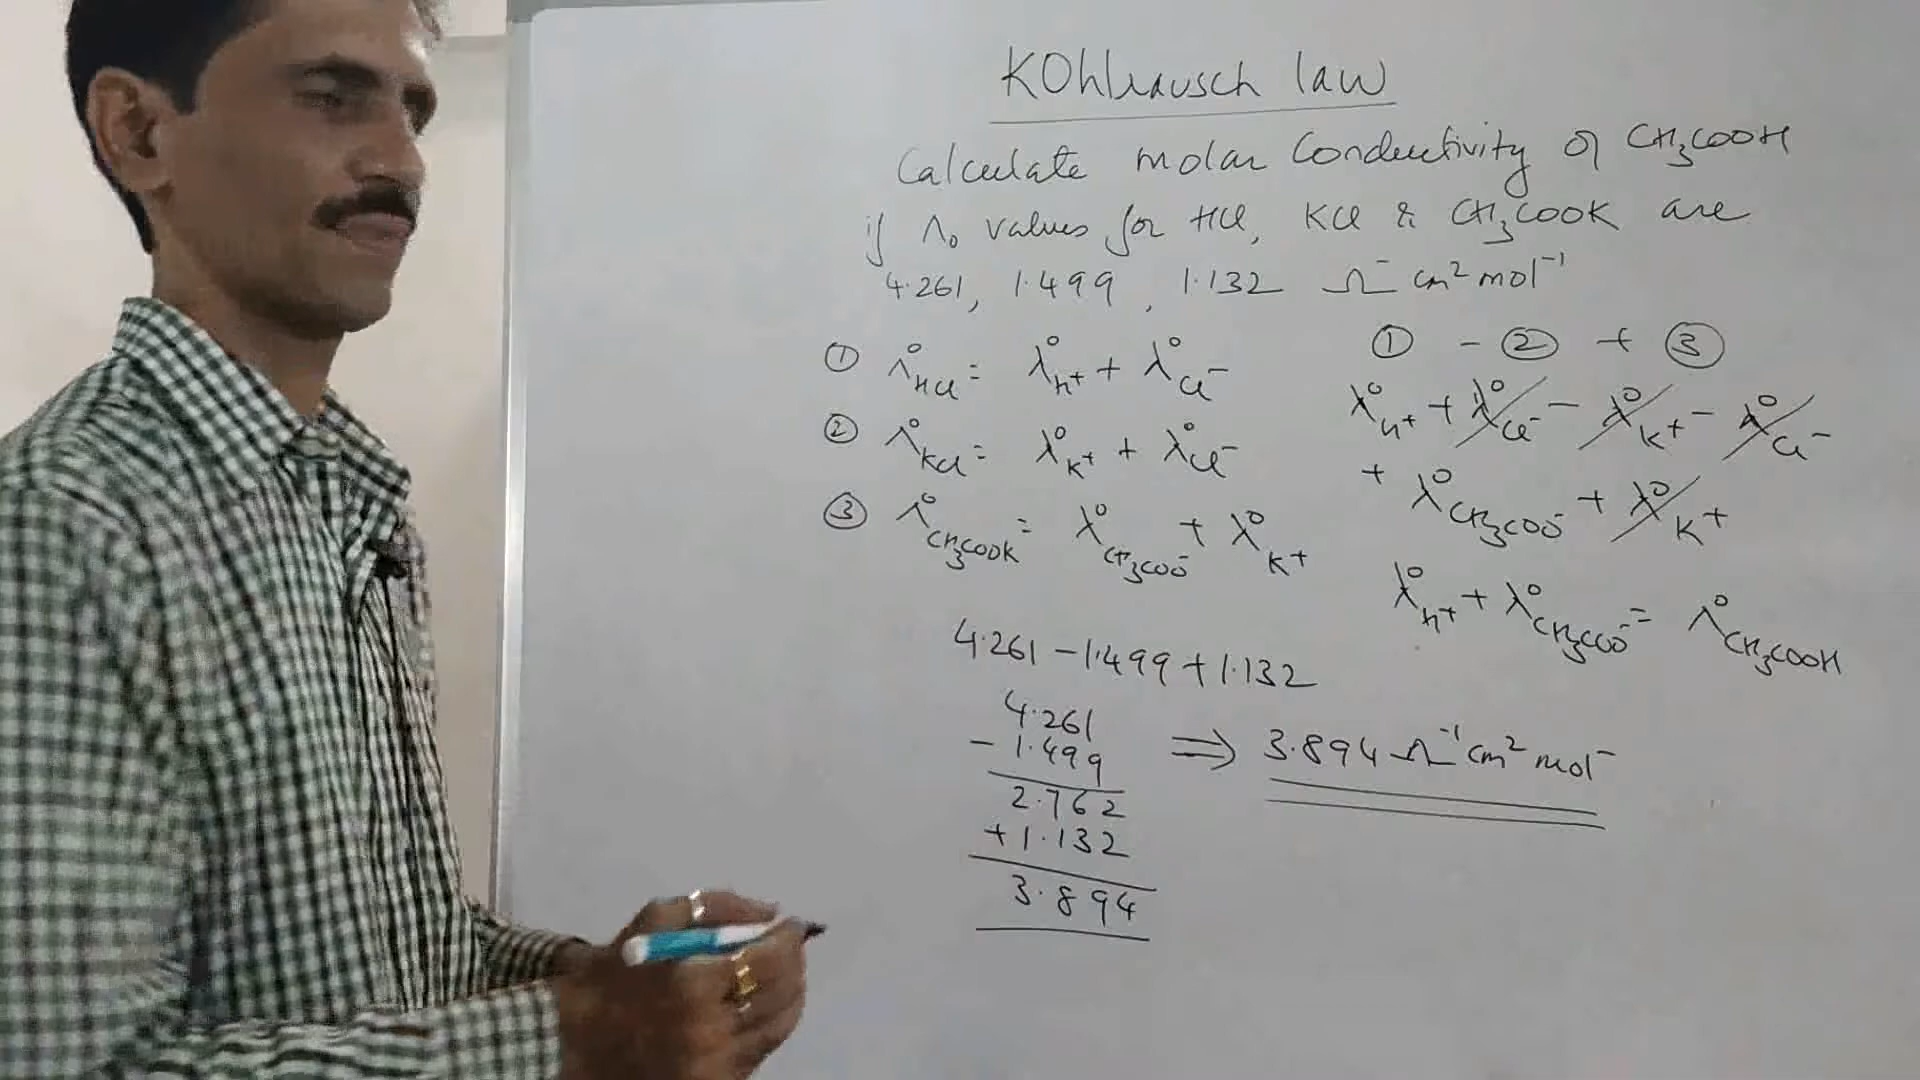 KOhlrausch law
Calculate molar Conductivity of CH₃COOH
if Λ₀ values for HCl, KCl & CH₃COOK are
4.261, 1.499, 1.132 Ω⁻ cm² mol⁻¹
① Λ°HCl = λ°H⁺ + λ°Cl⁻
② Λ°KCl = λ°K⁺ + λ°Cl⁻
③ Λ°CH₃COOK = λ°CH₃COO⁻ + λ°K⁺
① - ② + ③
λ°H⁺ + λ°Cl⁻ - λ°K⁺ - λ°Cl⁻
+ λ°CH₃COO⁻ + λ°K⁺
λ°H⁺ + λ°CH₃COO⁻ = Λ°CH₃COOH
4.261 - 1.499 + 1.132
4.261
- 1.499
2.762
+ 1.132
3.894
⇒ 3.894 Ω⁻¹ cm² mol⁻